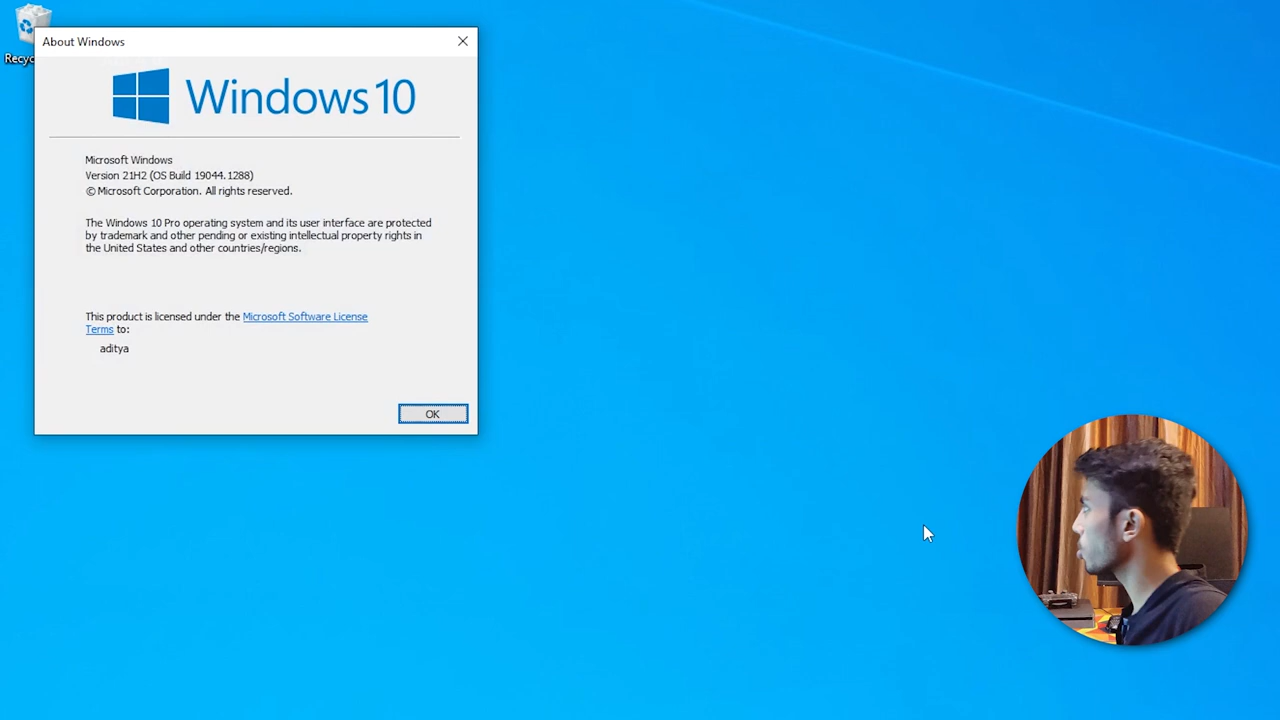 Recyc
About Windows
Windows 10
Microsoft Windows
Version 21H2 (OS Build 19044.1288)
© Microsoft Corporation. All rights reserved.
The Windows 10 Pro operating system and its user interface are protected
by trademark and other pending or existing intellectual property rights in
the United States and other countries/regions.
This product is licensed under the Microsoft Software License
Terms to:
aditya
OK